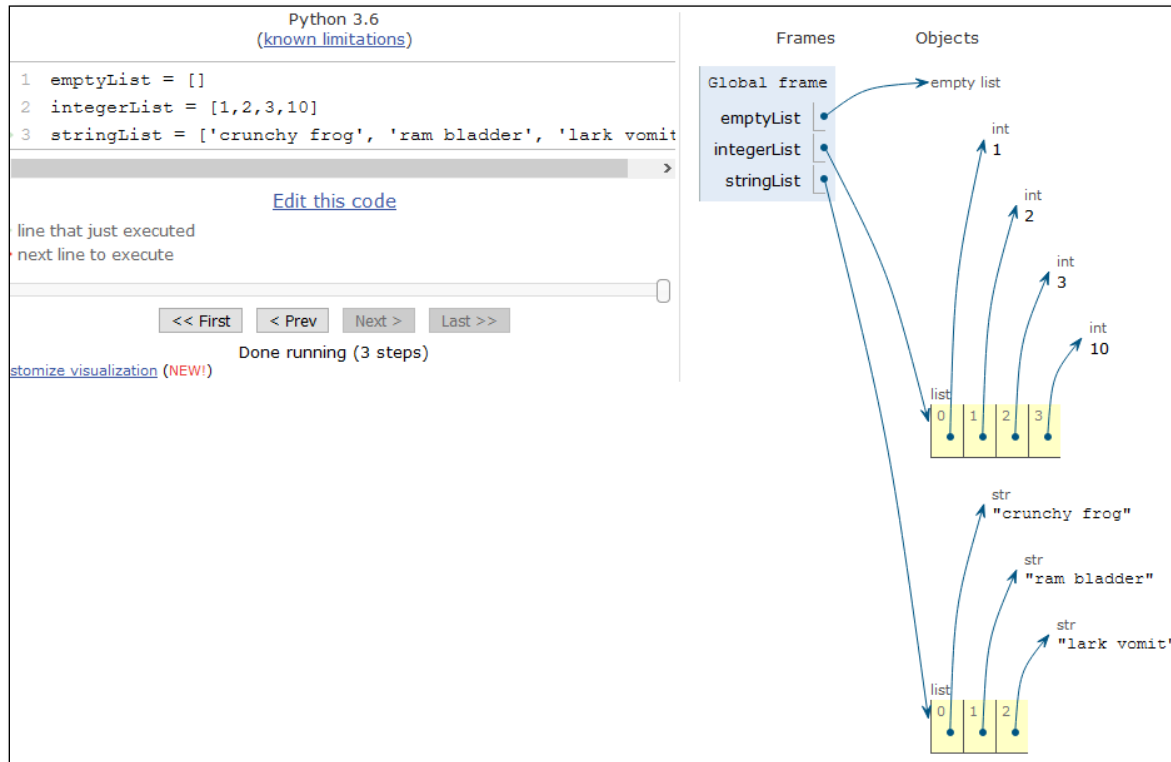 Python 3.6
(known limitations)
1 emptyList = []
2 integerList = [1,2,3,10]
3 stringList = ['crunchy frog', 'ram bladder', 'lark vomit
Edit this code
line that just executed
next line to execute
<< First < Prev Next > Last >>
Done running (3 steps)
stomize visualization (NEW!)
Frames Objects
Global frame
emptyList
integerList
stringList
empty list
int
1
int
2
int
3
int
10
list
0 1 2 3
str
"crunchy frog"
str
"ram bladder"
str
"lark vomit"
list
0 1 2